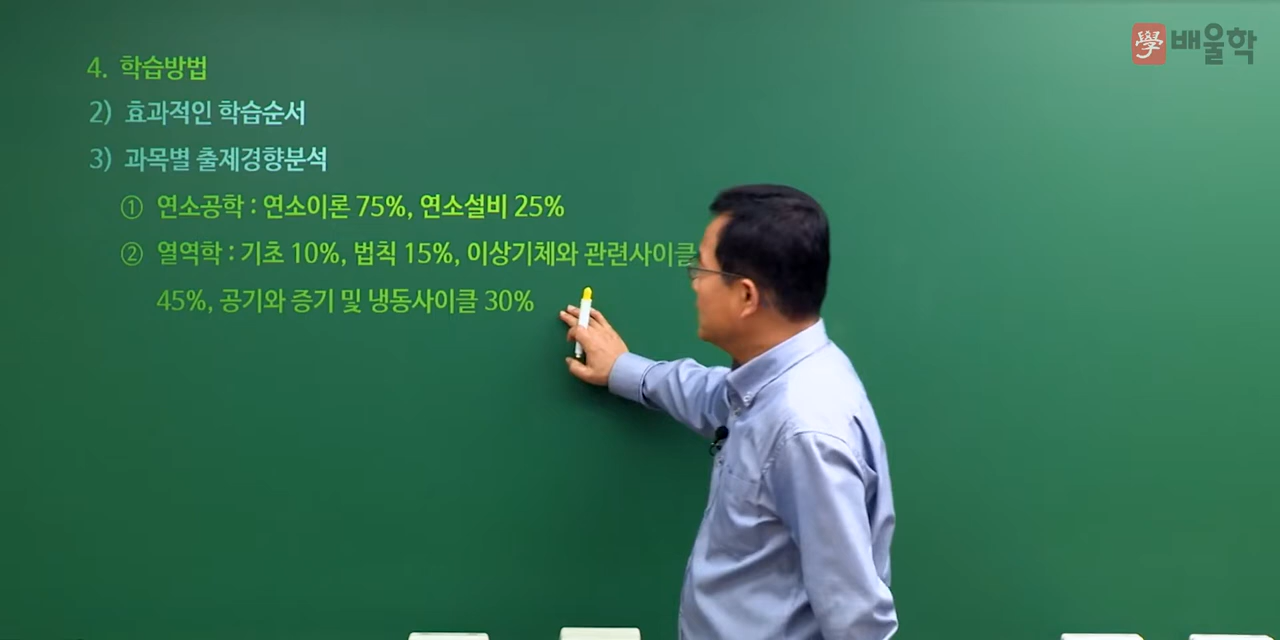 學 배울학
4. 학습방법
2) 효과적인 학습순서
3) 과목별 출제경향분석
① 연소공학 : 연소이론 75%, 연소설비 25%
② 열역학 : 기초 10%, 법칙 15%, 이상기체와 관련사이클
45%, 공기와 증기 및 냉동사이클 30%